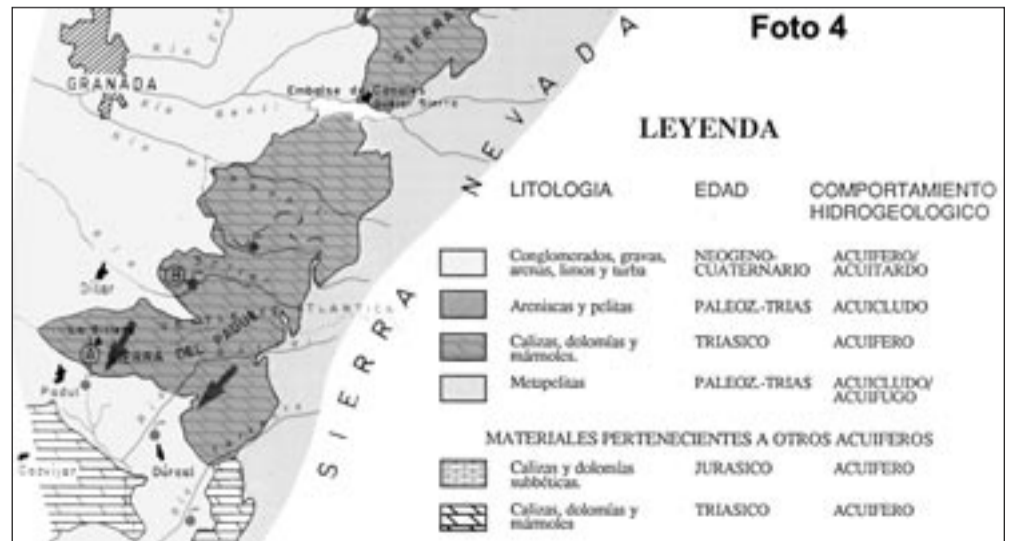 Foto 4
SIERRA
NEVADA
GRANADA
Embalse de Canales
Río Genil
Dílar
SIERRA DEL PADUL
ATLANTICA
A
Padul
Cozvíjar
Dúrcal
SIERRA
LEYENDA
LITOLOGIA EDAD COMPORTAMIENTO HIDROGEOLOGICO
Conglomerados, gravas, arenas, limos y turba NEOGENO-CUATERNARIO ACUIFERO/ACUITARDO
Areniscas y pelitas PALEOZ.-TRIAS ACUICLUDO
Calizas, dolomías y mármoles. TRIASICO ACUIFERO
Metapelitas PALEOZ.-TRIAS ACUICLUDO/ACUIFUGO
MATERIALES PERTENECIENTES A OTROS ACUIFEROS
Calizas y dolomías subbéticas. JURASICO ACUIFERO
Calizas, dolomías y mármoles TRIASICO ACUIFERO